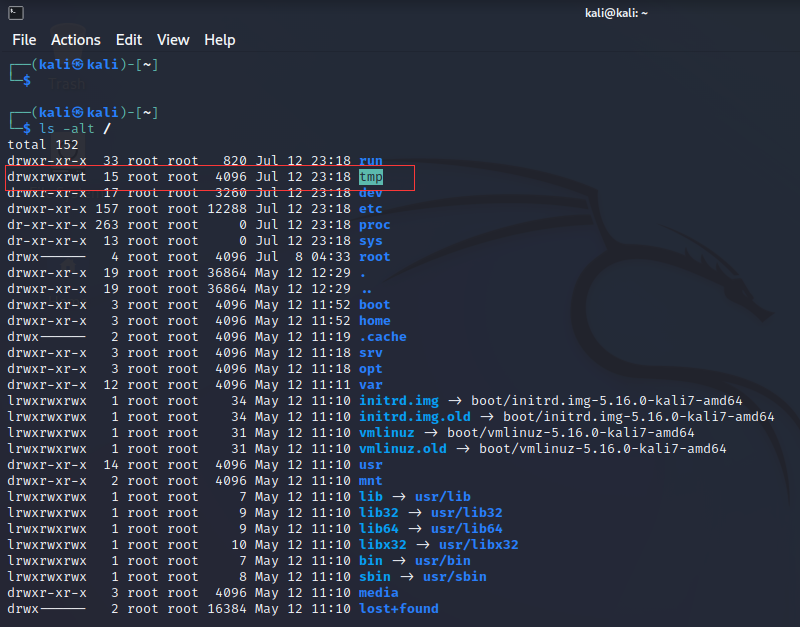 kali@kali: ~
File Actions Edit View Help
┌──(kali㉿kali)-[~]
└─$
Trash
┌──(kali㉿kali)-[~]
└─$ ls -alt /
total 152
drwxr-xr-x 33 root root 820 Jul 12 23:18 run
drwxrwxrwt 15 root root 4096 Jul 12 23:18 tmp
drwxr-xr-x 17 root root 3260 Jul 12 23:18 dev
drwxr-xr-x 157 root root 12288 Jul 12 23:18 etc
dr-xr-xr-x 263 root root 0 Jul 12 23:18 proc
dr-xr-xr-x 13 root root 0 Jul 12 23:18 sys
drwx------ 4 root root 4096 Jul 8 04:33 root
drwxr-xr-x 19 root root 36864 May 12 12:29 .
drwxr-xr-x 19 root root 36864 May 12 12:29 ..
drwxr-xr-x 3 root root 4096 May 12 11:52 boot
drwxr-xr-x 3 root root 4096 May 12 11:52 home
drwx------ 2 root root 4096 May 12 11:19 .cache
drwxr-xr-x 3 root root 4096 May 12 11:18 srv
drwxr-xr-x 3 root root 4096 May 12 11:18 opt
drwxr-xr-x 12 root root 4096 May 12 11:11 var
lrwxrwxrwx 1 root root 34 May 12 11:10 initrd.img -> boot/initrd.img-5.16.0-kali7-amd64
lrwxrwxrwx 1 root root 34 May 12 11:10 initrd.img.old -> boot/initrd.img-5.16.0-kali7-amd64
lrwxrwxrwx 1 root root 31 May 12 11:10 vmlinuz -> boot/vmlinuz-5.16.0-kali7-amd64
lrwxrwxrwx 1 root root 31 May 12 11:10 vmlinuz.old -> boot/vmlinuz-5.16.0-kali7-amd64
drwxr-xr-x 14 root root 4096 May 12 11:10 usr
drwxr-xr-x 2 root root 4096 May 12 11:10 mnt
lrwxrwxrwx 1 root root 7 May 12 11:10 lib -> usr/lib
lrwxrwxrwx 1 root root 9 May 12 11:10 lib32 -> usr/lib32
lrwxrwxrwx 1 root root 9 May 12 11:10 lib64 -> usr/lib64
lrwxrwxrwx 1 root root 10 May 12 11:10 libx32 -> usr/libx32
lrwxrwxrwx 1 root root 7 May 12 11:10 bin -> usr/bin
lrwxrwxrwx 1 root root 8 May 12 11:10 sbin -> usr/sbin
drwxr-xr-x 3 root root 4096 May 12 11:10 media
drwx------ 2 root root 16384 May 12 11:10 lost+found